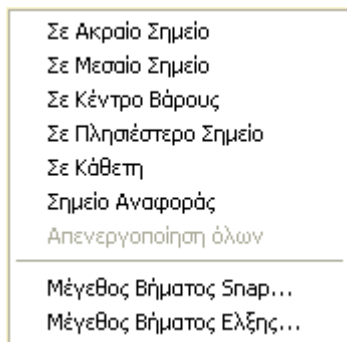 Σε Ακραίο Σημείο
Σε Μεσαίο Σημείο
Σε Κέντρο Βάρους
Σε Πλησιέστερο Σημείο
Σε Κάθετη
Σημείο Αναφοράς
Απενεργοποίηση όλων
Μέγεθος Βήματος Snap...
Μέγεθος Βήματος Ελξης...